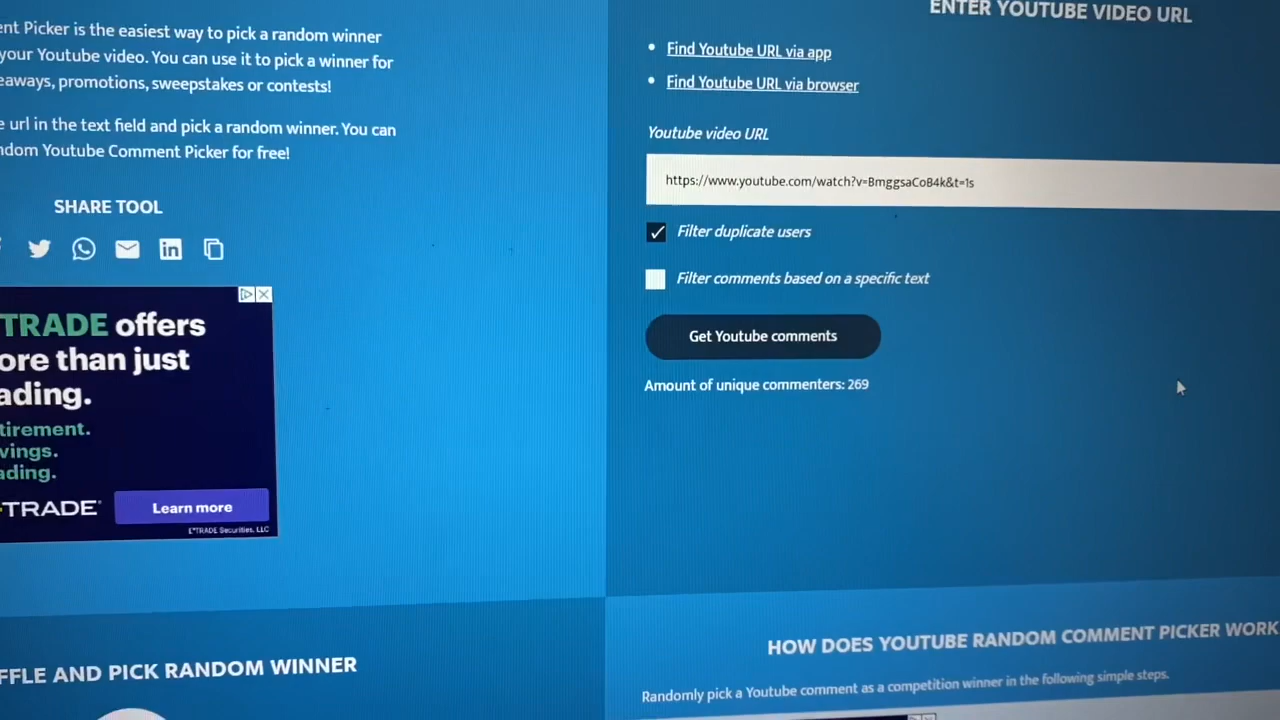 ent Picker is the easiest way to pick a random winner
your Youtube video. You can use it to pick a winner for
eaways, promotions, sweepstakes or contests!
e url in the text field and pick a random winner. You can
ndom Youtube Comment Picker for free!
SHARE TOOL
TRADE offers
ore than just
ading.
tirement.
vings.
ading.
TRADE
Learn more
E*TRADE Securities, LLC
FFLE AND PICK RANDOM WINNER
ENTER YOUTUBE VIDEO URL
• Find Youtube URL via app
• Find Youtube URL via browser
Youtube video URL
https://www.youtube.com/watch?v=BmggsaCoB4k&t=1s
Filter duplicate users
Filter comments based on a specific text
Get Youtube comments
Amount of unique commenters: 269
HOW DOES YOUTUBE RANDOM COMMENT PICKER WORK
Randomly pick a Youtube comment as a competition winner in the following simple steps.